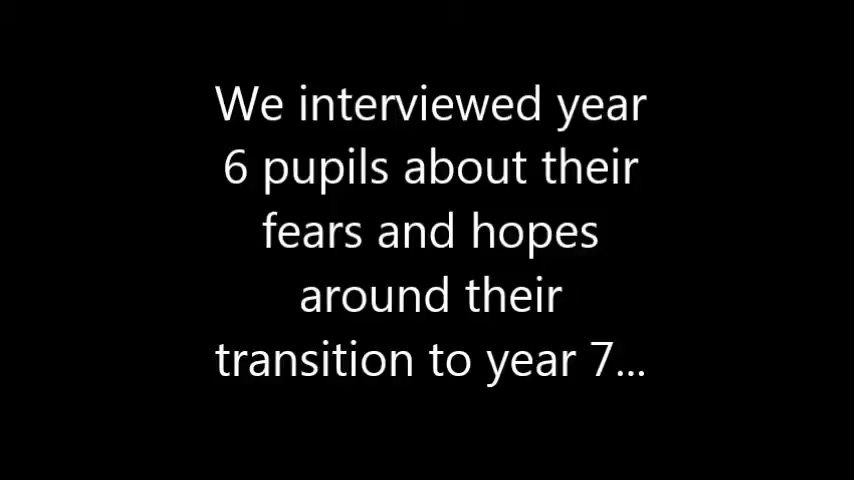 We interviewed year
6 pupils about their
fears and hopes
around their
transition to year 7...